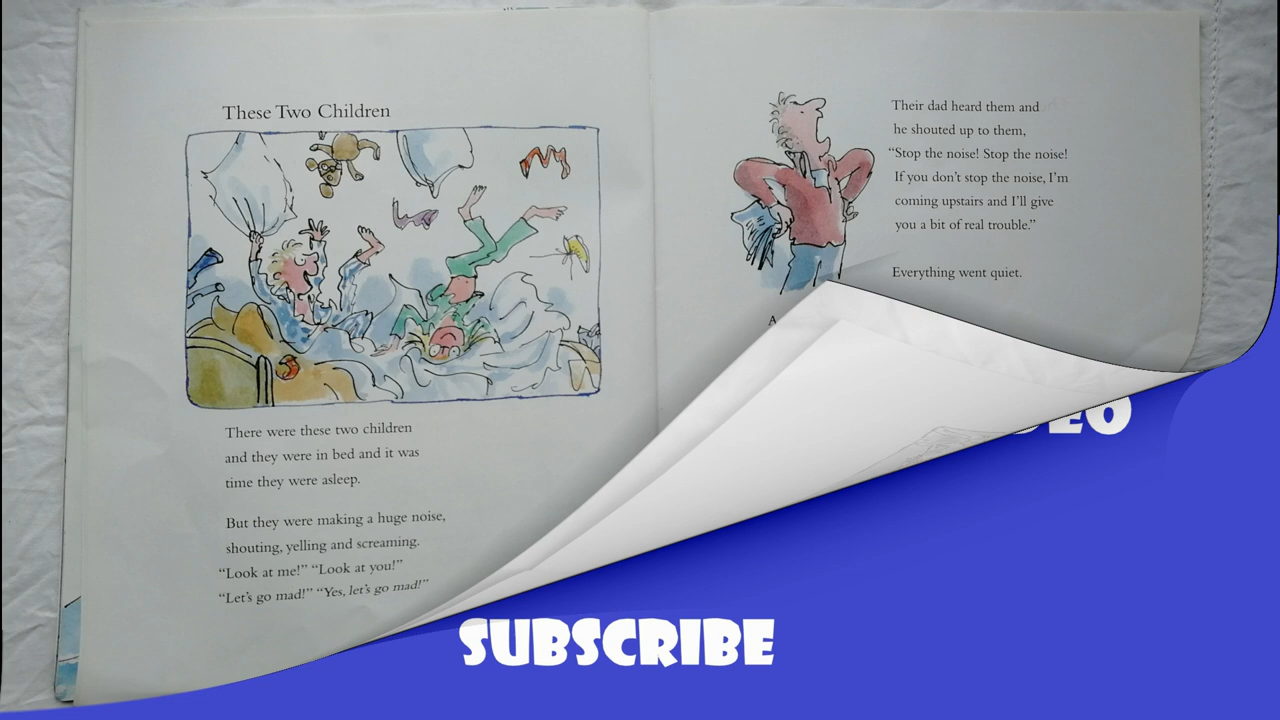 These Two Children
There were these two children
and they were in bed and it was
time they were asleep.
But they were making a huge noise,
shouting, yelling and screaming.
“Look at me!” “Look at you!”
“Let’s go mad!” “Yes, let’s go mad!”
Their dad heard them and
he shouted up to them,
“Stop the noise! Stop the noise!
If you don’t stop the noise, I’m
coming upstairs and I’ll give
you a bit of real trouble.”
Everything went quiet.
A
SUBSCRIBE